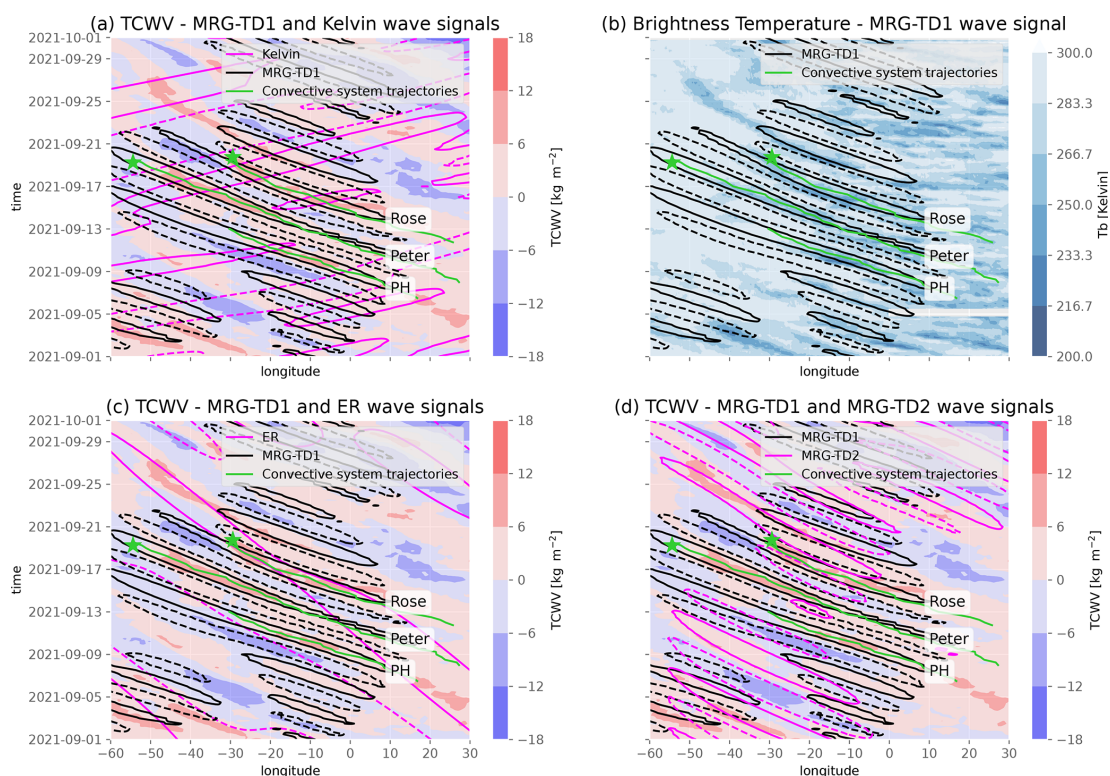 (a) TCWV - MRG-TD1 and Kelvin wave signals
2021-10-01
2021-09-29
2021-09-25
2021-09-21
2021-09-17
2021-09-13
2021-09-09
2021-09-05
2021-09-01
time
Kelvin
MRG-TD1
Convective system trajectories
Rose
Peter
PH
longitude
18
12
6
0
−6
−12
−18
TCWV [kg m−2]
(b) Brightness Temperature - MRG-TD1 wave signal
MRG-TD1
Convective system trajectories
Rose
Peter
PH
longitude
300.0
283.3
266.7
250.0
233.3
216.7
200.0
Tb [Kelvin]
(c) TCWV - MRG-TD1 and ER wave signals
2021-10-01
2021-09-29
2021-09-25
2021-09-21
2021-09-17
2021-09-13
2021-09-09
2021-09-05
2021-09-01
time
ER
MRG-TD1
Convective system trajectories
Rose
Peter
PH
−60 −50 −40 −30 −20 −10 0 10 20 30
longitude
18
12
6
0
−6
−12
−18
TCWV [kg m−2]
(d) TCWV - MRG-TD1 and MRG-TD2 wave signals
MRG-TD1
MRG-TD2
Convective system trajectories
Rose
Peter
PH
−60 −50 −40 −30 −20 −10 0 10 20 30
longitude
18
12
6
0
−6
−12
−18
TCWV [kg m−2]